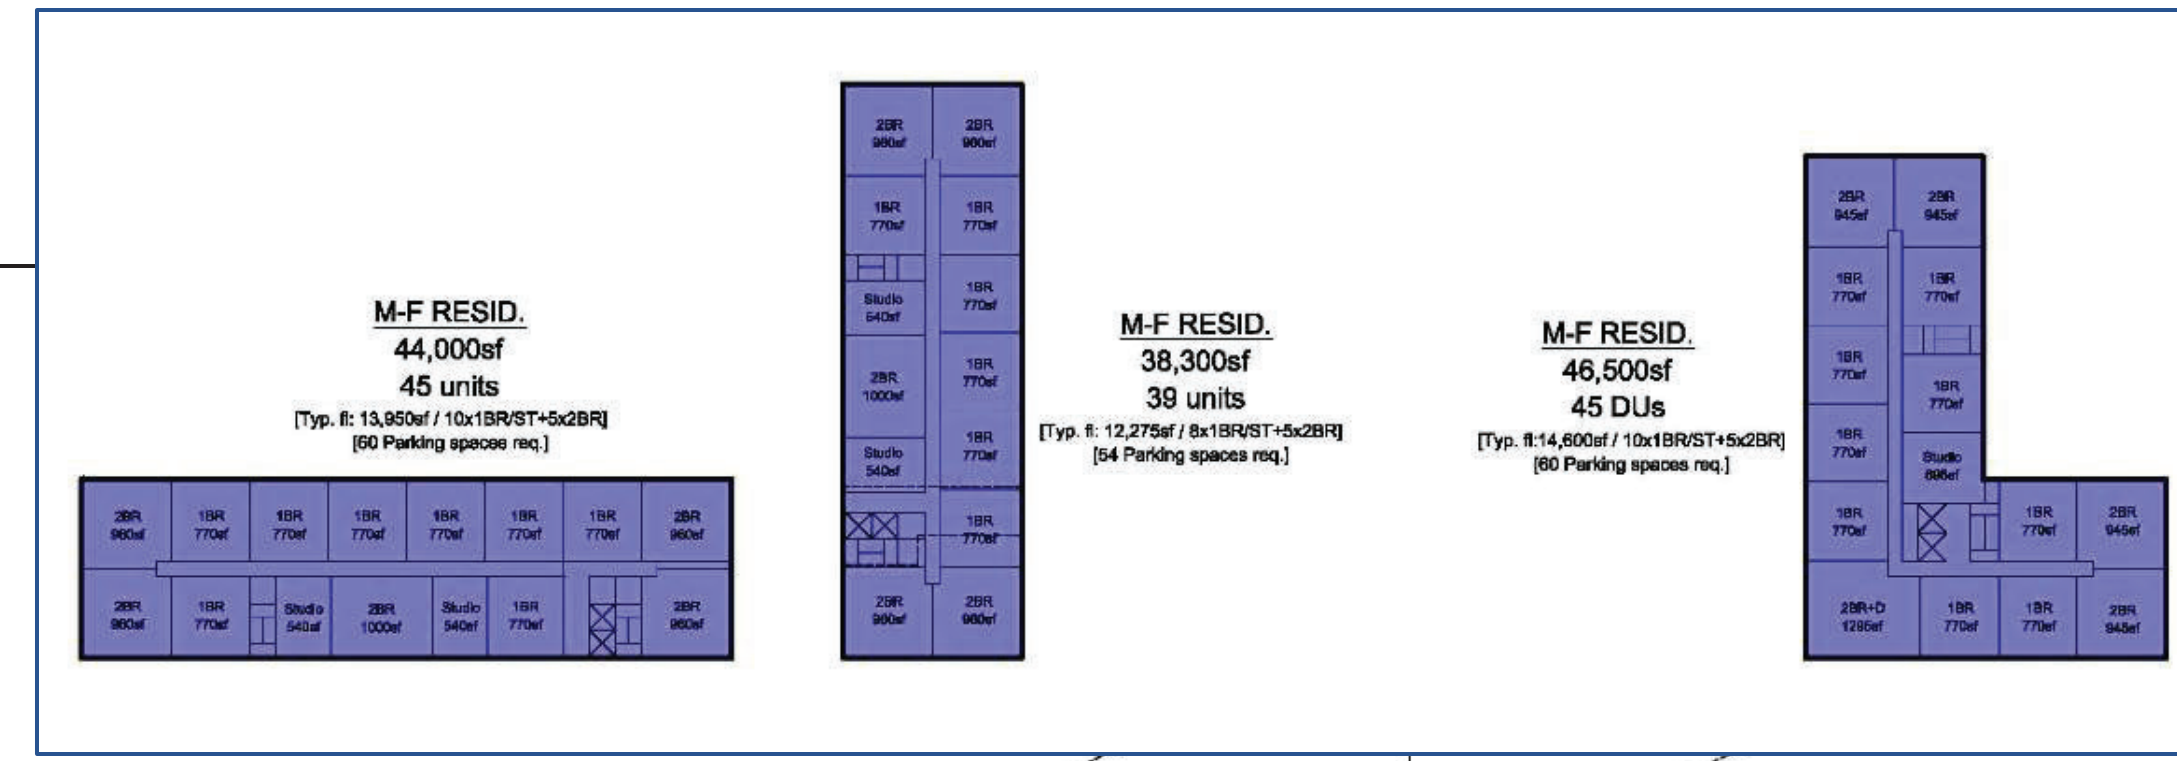 M-F RESID.
44,000sf
45 units
[Typ. fl: 13,950sf / 10x1BR/ST+5x2BR]
[60 Parking spaces req.]
2BR
960sf
1BR
770sf
1BR
770sf
1BR
770sf
1BR
770sf
1BR
770sf
1BR
770sf
2BR
960sf
2BR
960sf
1BR
770sf
Studio
540sf
2BR
1000sf
Studio
540sf
1BR
770sf
2BR
960sf
2BR
960sf
2BR
960sf
1BR
770sf
1BR
770sf
Studio
540sf
1BR
770sf
2BR
1000sf
1BR
770sf
Studio
540sf
1BR
770sf
1BR
770sf
2BR
960sf
2BR
960sf
M-F RESID.
38,300sf
39 units
[Typ. fl: 12,275sf / 8x1BR/ST+5x2BR]
[54 Parking spaces req.]
M-F RESID.
46,500sf
45 DUs
[Typ. fl:14,600sf / 10x1BR/ST+5x2BR]
[60 Parking spaces req.]
2BR
945sf
2BR
945sf
1BR
770sf
1BR
770sf
1BR
770sf
1BR
770sf
1BR
770sf
Studio
1BR
770sf
1BR
770sf
2BR
945sf
2BR+D
1BR
770sf
1BR
770sf
2BR
945sf